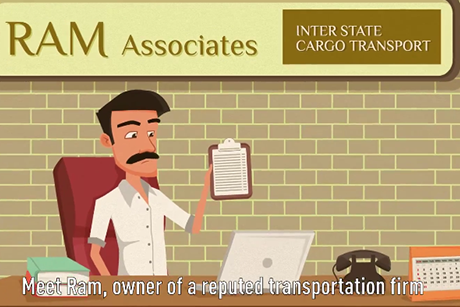 RAM Associates
INTER STATE
CARGO TRANSPORT
Meet Ram, owner of a reputed transportation firm